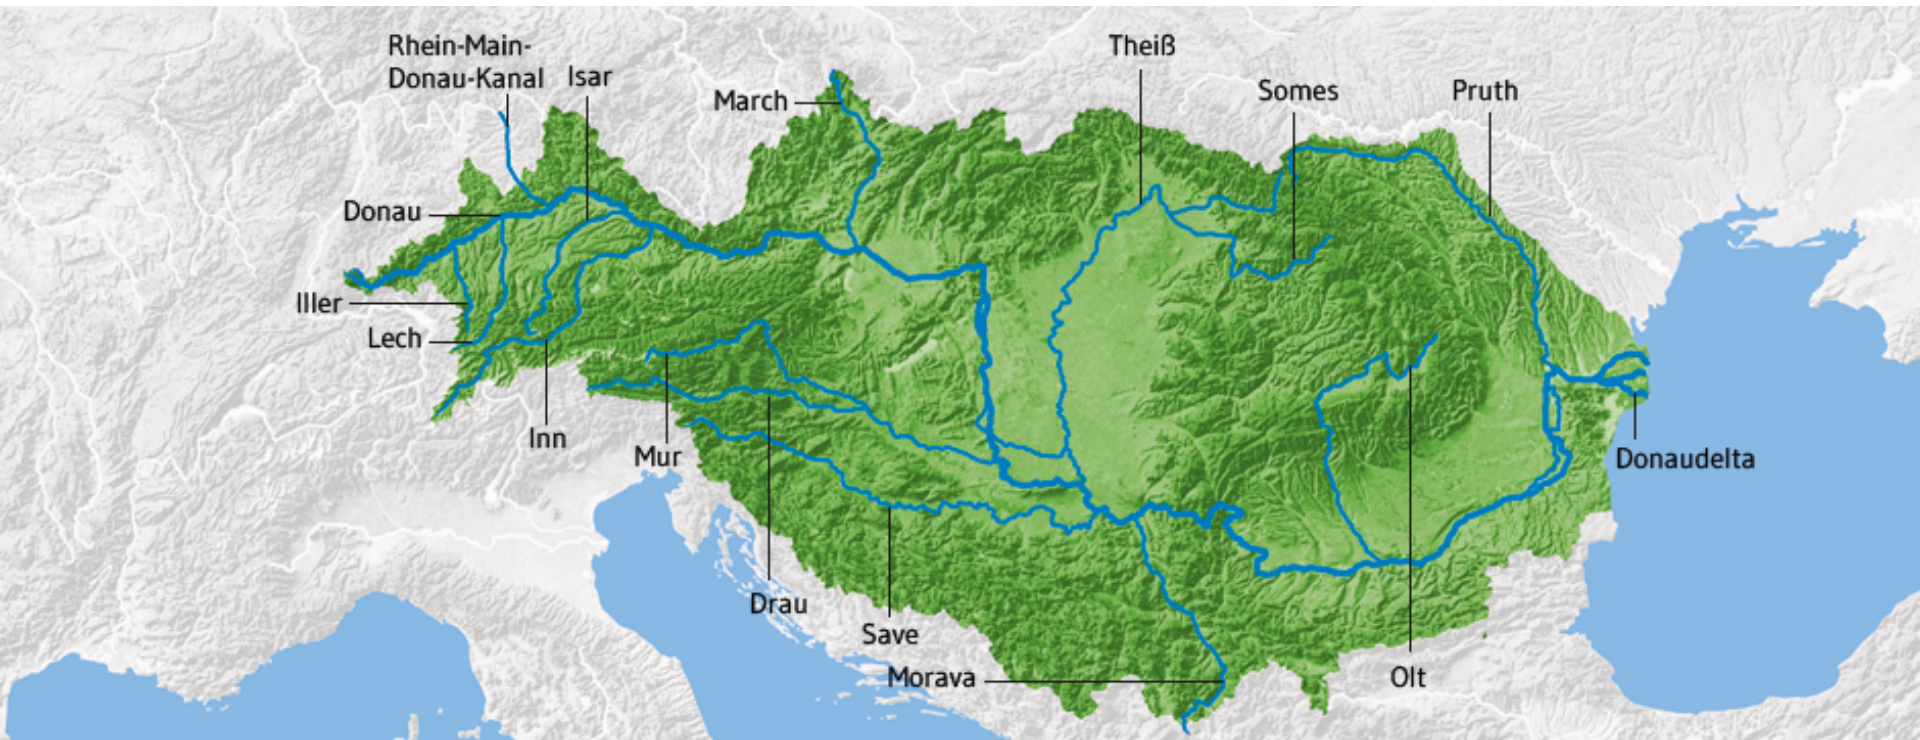 Rhein-Main-
Donau-Kanal
Isar
March
Theiß
Somes
Pruth
Donau
Iller
Lech
Inn
Mur
Drau
Save
Morava
Olt
Donaudelta